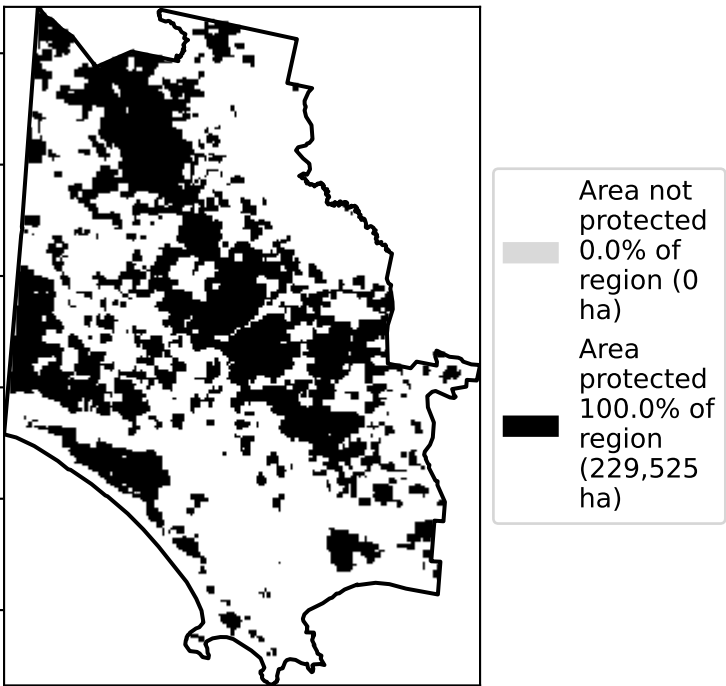 Area not
protected
0.0% of
region (0
ha)
Area
protected
100.0% of
region
(229,525
ha)